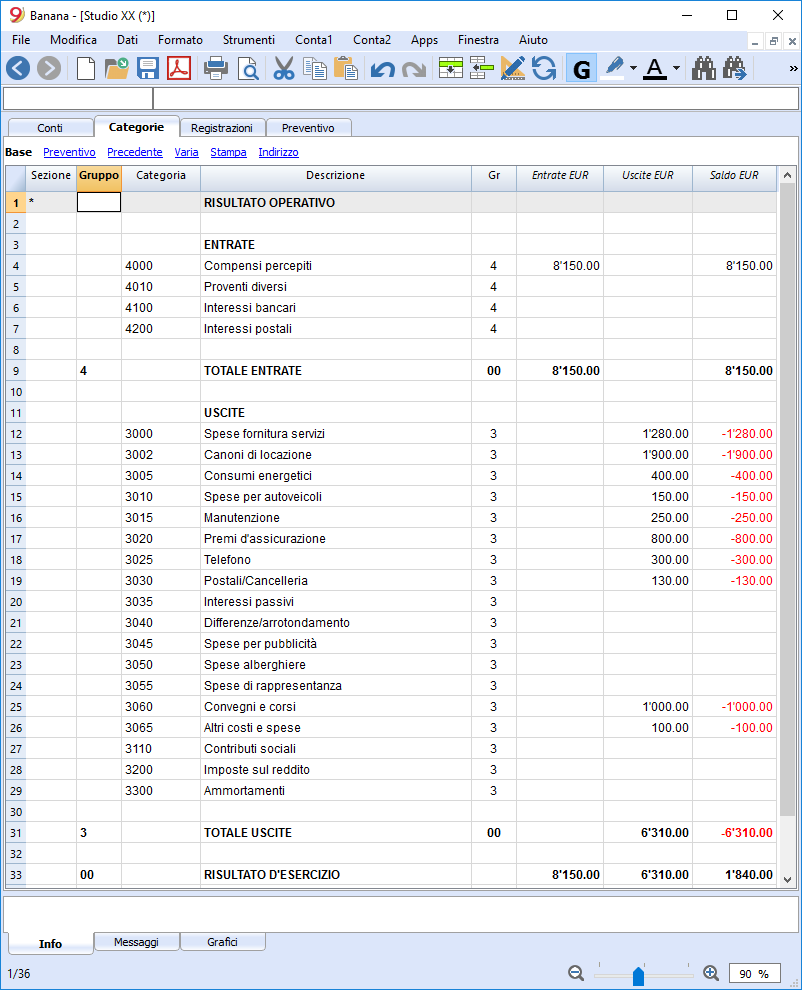 Banana - [Studio XX (*)]
File Modifica Dati Formato Strumenti Conta1 Conta2 Apps Finestra Aiuto
G A »
Conti Categorie Registrazioni Preventivo
Base Preventivo Precedente Varia Stampa Indirizzo
Sezione Gruppo Categoria Descrizione Gr Entrate EUR Uscite EUR Saldo EUR
1 * RISULTATO OPERATIVO
2
3 ENTRATE
4 4000 Compensi percepiti 4 8'150.00 8'150.00
5 4010 Proventi diversi 4
6 4100 Interessi bancari 4
7 4200 Interessi postali 4
8
9 4 TOTALE ENTRATE 00 8'150.00 8'150.00
10
11 USCITE
12 3000 Spese fornitura servizi 3 1'280.00 -1'280.00
13 3002 Canoni di locazione 3 1'900.00 -1'900.00
14 3005 Consumi energetici 3 400.00 -400.00
15 3010 Spese per autoveicoli 3 150.00 -150.00
16 3015 Manutenzione 3 250.00 -250.00
17 3020 Premi d'assicurazione 3 800.00 -800.00
18 3025 Telefono 3 300.00 -300.00
19 3030 Postali/Cancelleria 3 130.00 -130.00
20 3035 Interessi passivi 3
21 3040 Differenze/arrotondamento 3
22 3045 Spese per pubblicità 3
23 3050 Spese alberghiere 3
24 3055 Spese di rappresentanza 3
25 3060 Convegni e corsi 3 1'000.00 -1'000.00
26 3065 Altri costi e spese 3 100.00 -100.00
27 3110 Contributi sociali 3
28 3200 Imposte sul reddito 3
29 3300 Ammortamenti 3
30
31 3 TOTALE USCITE 00 6'310.00 -6'310.00
32
33 00 RISULTATO D'ESERCIZIO 8'150.00 6'310.00 1'840.00
Info Messaggi Grafici
1/36 90 %